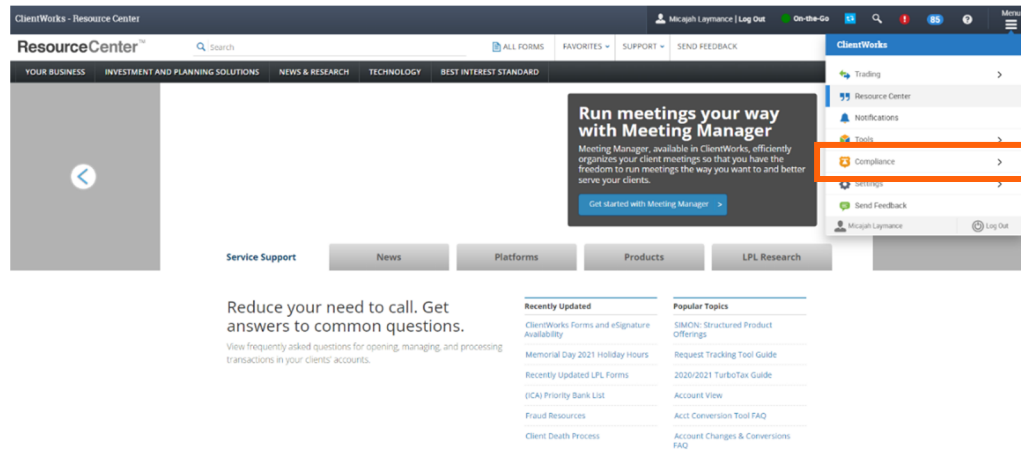 ClientWorks - Resource Center
Micajah Laymance | Log Out
On-the-Go
85
Menu
ResourceCenter™
Search
ALL FORMS
FAVORITES
SUPPORT
SEND FEEDBACK
YOUR BUSINESS
INVESTMENT AND PLANNING SOLUTIONS
NEWS & RESEARCH
TECHNOLOGY
BEST INTEREST STANDARD
ClientWorks
Trading
Resource Center
Notifications
Tools
Compliance
Settings
Send Feedback
Micajah Laymance
Log Out
Run meetings your way
with Meeting Manager
Meeting Manager, available in ClientWorks, efficiently
organizes your client meetings so that you have the
freedom to run meetings the way you want to and better
serve your clients.
Get started with Meeting Manager >
Service Support
News
Platforms
Products
LPL Research
Reduce your need to call. Get
answers to common questions.
View frequently asked questions for opening, managing, and processing
transactions in your clients' accounts.
Recently Updated
ClientWorks Forms and eSignature
Availability
Memorial Day 2021 Holiday Hours
Recently Updated LPL Forms
(ICA) Priority Bank List
Fraud Resources
Client Death Process
Popular Topics
SIMON: Structured Product
Offerings
Request Tracking Tool Guide
2020/2021 TurboTax Guide
Account View
Acct Conversion Tool FAQ
Account Changes & Conversions
FAQ